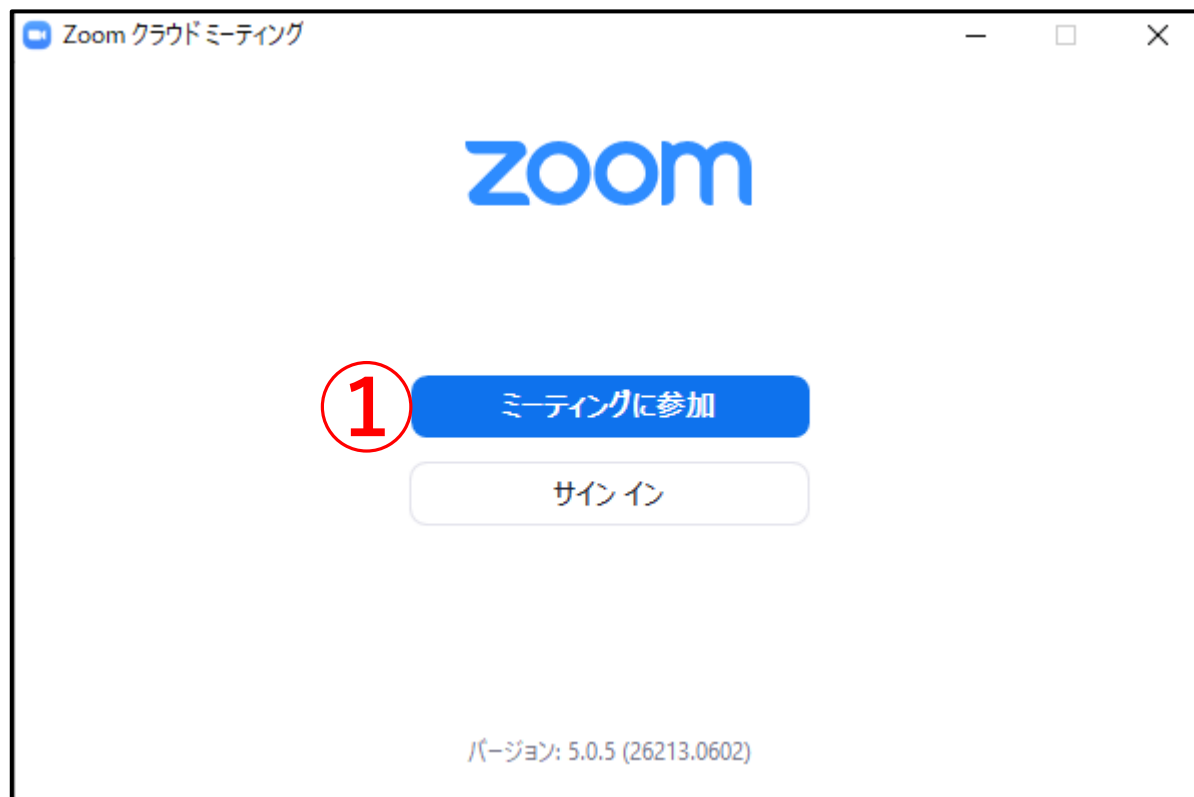 Zoom クラウド ミーティング
zoom
① ミーティングに参加
サイン イン
バージョン: 5.0.5 (26213.0602)